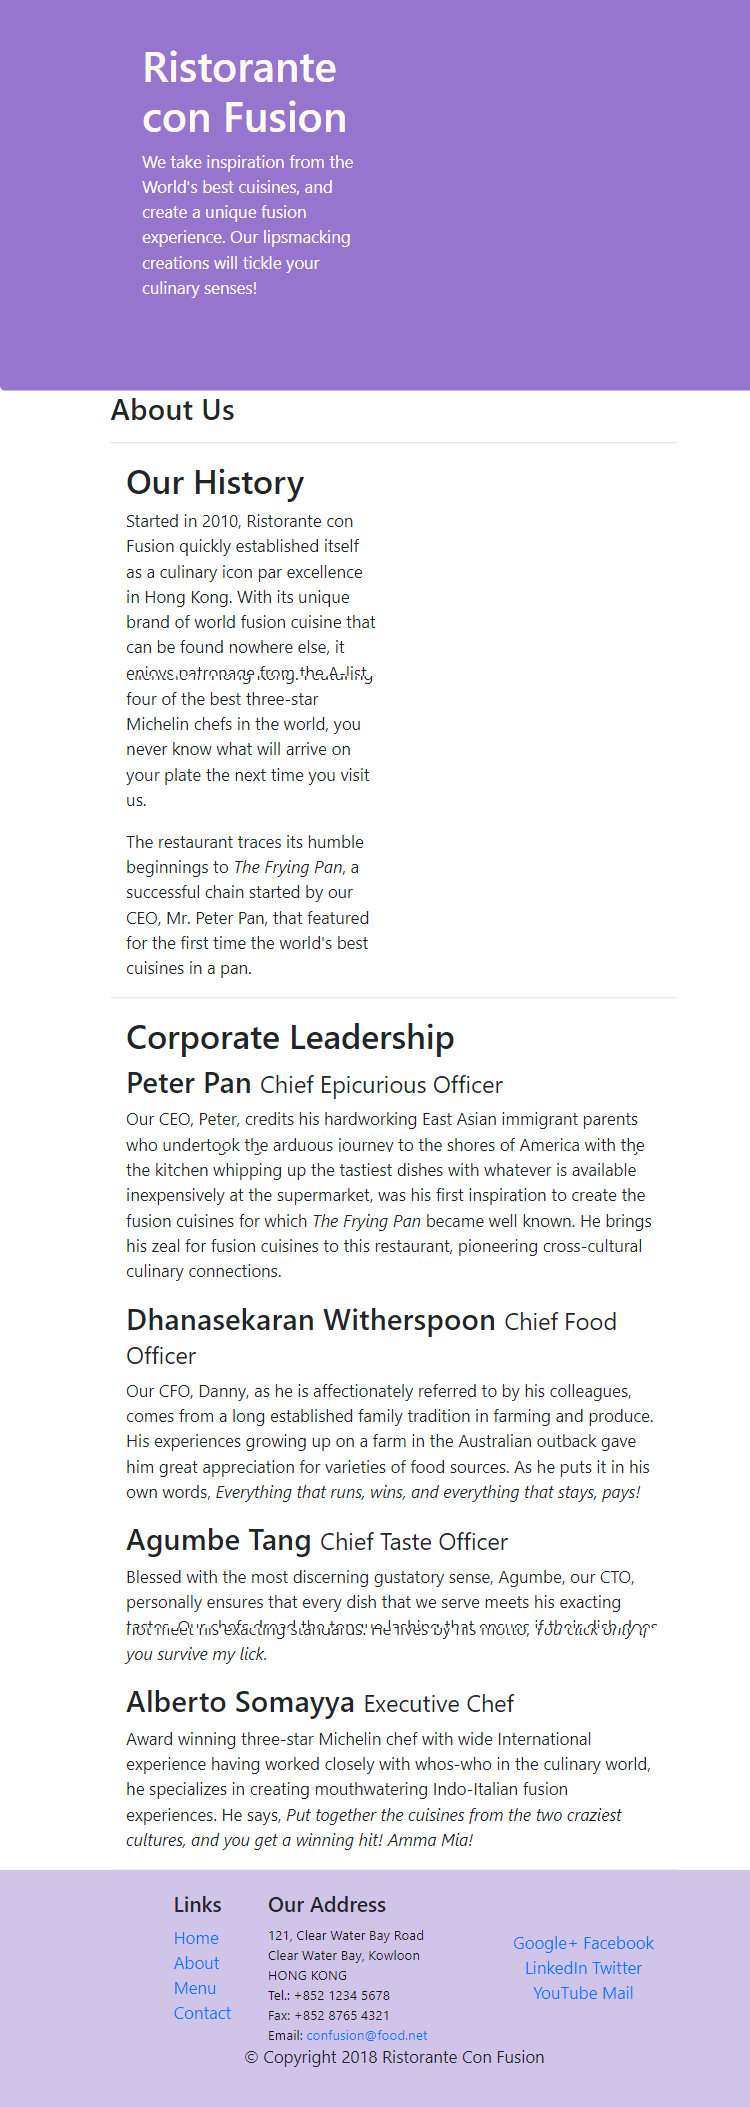 Ristorante
con Fusion
We take inspiration from the
World's best cuisines, and
create a unique fusion
experience. Our lipsmacking
creations will tickle your
culinary senses!
About Us
Our History
Started in 2010, Ristorante con
Fusion quickly established itself
as a culinary icon par excellence
in Hong Kong. With its unique
brand of world fusion cuisine that
can be found nowhere else, it
enjoys patronage from the A-list
four of the best three-star
Michelin chefs in the world, you
never know what will arrive on
your plate the next time you visit
us.
The restaurant traces its humble
beginnings to The Frying Pan, a
successful chain started by our
CEO, Mr. Peter Pan, that featured
for the first time the world's best
cuisines in a pan.
Corporate Leadership
Peter Pan Chief Epicurious Officer
Our CEO, Peter, credits his hardworking East Asian immigrant parents
who undertook the arduous journey to the shores of America with the
the kitchen whipping up the tastiest dishes with whatever is available
inexpensively at the supermarket, was his first inspiration to create the
fusion cuisines for which The Frying Pan became well known. He brings
his zeal for fusion cuisines to this restaurant, pioneering cross-cultural
culinary connections.
Dhanasekaran Witherspoon Chief Food
Officer
Our CFO, Danny, as he is affectionately referred to by his colleagues,
comes from a long established family tradition in farming and produce.
His experiences growing up on a farm in the Australian outback gave
him great appreciation for varieties of food sources. As he puts it in his
own words, Everything that runs, wins, and everything that stays, pays!
Agumbe Tang Chief Taste Officer
Blessed with the most discerning gustatory sense, Agumbe, our CTO,
personally ensures that every dish that we serve meets his exacting
you survive my lick.
Alberto Somayya Executive Chef
Award winning three-star Michelin chef with wide International
experience having worked closely with whos-who in the culinary world,
he specializes in creating mouthwatering Indo-Italian fusion
experiences. He says, Put together the cuisines from the two craziest
cultures, and you get a winning hit! Amma Mia!
Links
Home
About
Menu
Contact
Our Address
121, Clear Water Bay Road
Clear Water Bay, Kowloon
HONG KONG
Tel.: +852 1234 5678
Fax: +852 8765 4321
Email: confusion@food.net
Google+ Facebook
LinkedIn Twitter
YouTube Mail
© Copyright 2018 Ristorante Con Fusion